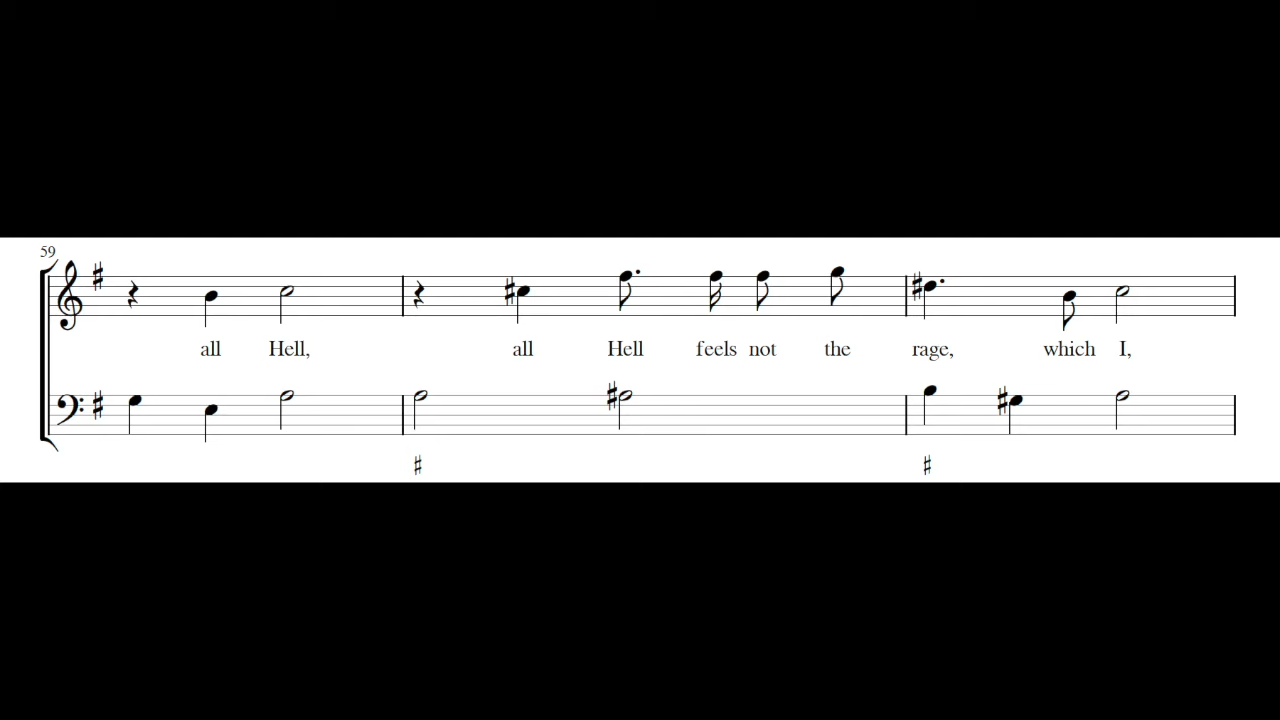 59
all Hell, all Hell feels not the rage, which I,
♯ ♯